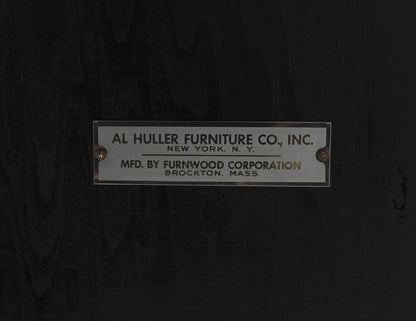 AL HULLER FURNITURE CO., INC.
NEW YORK, N. Y.
MFD. BY FURNWOOD CORPORATION
BROCKTON, MASS.